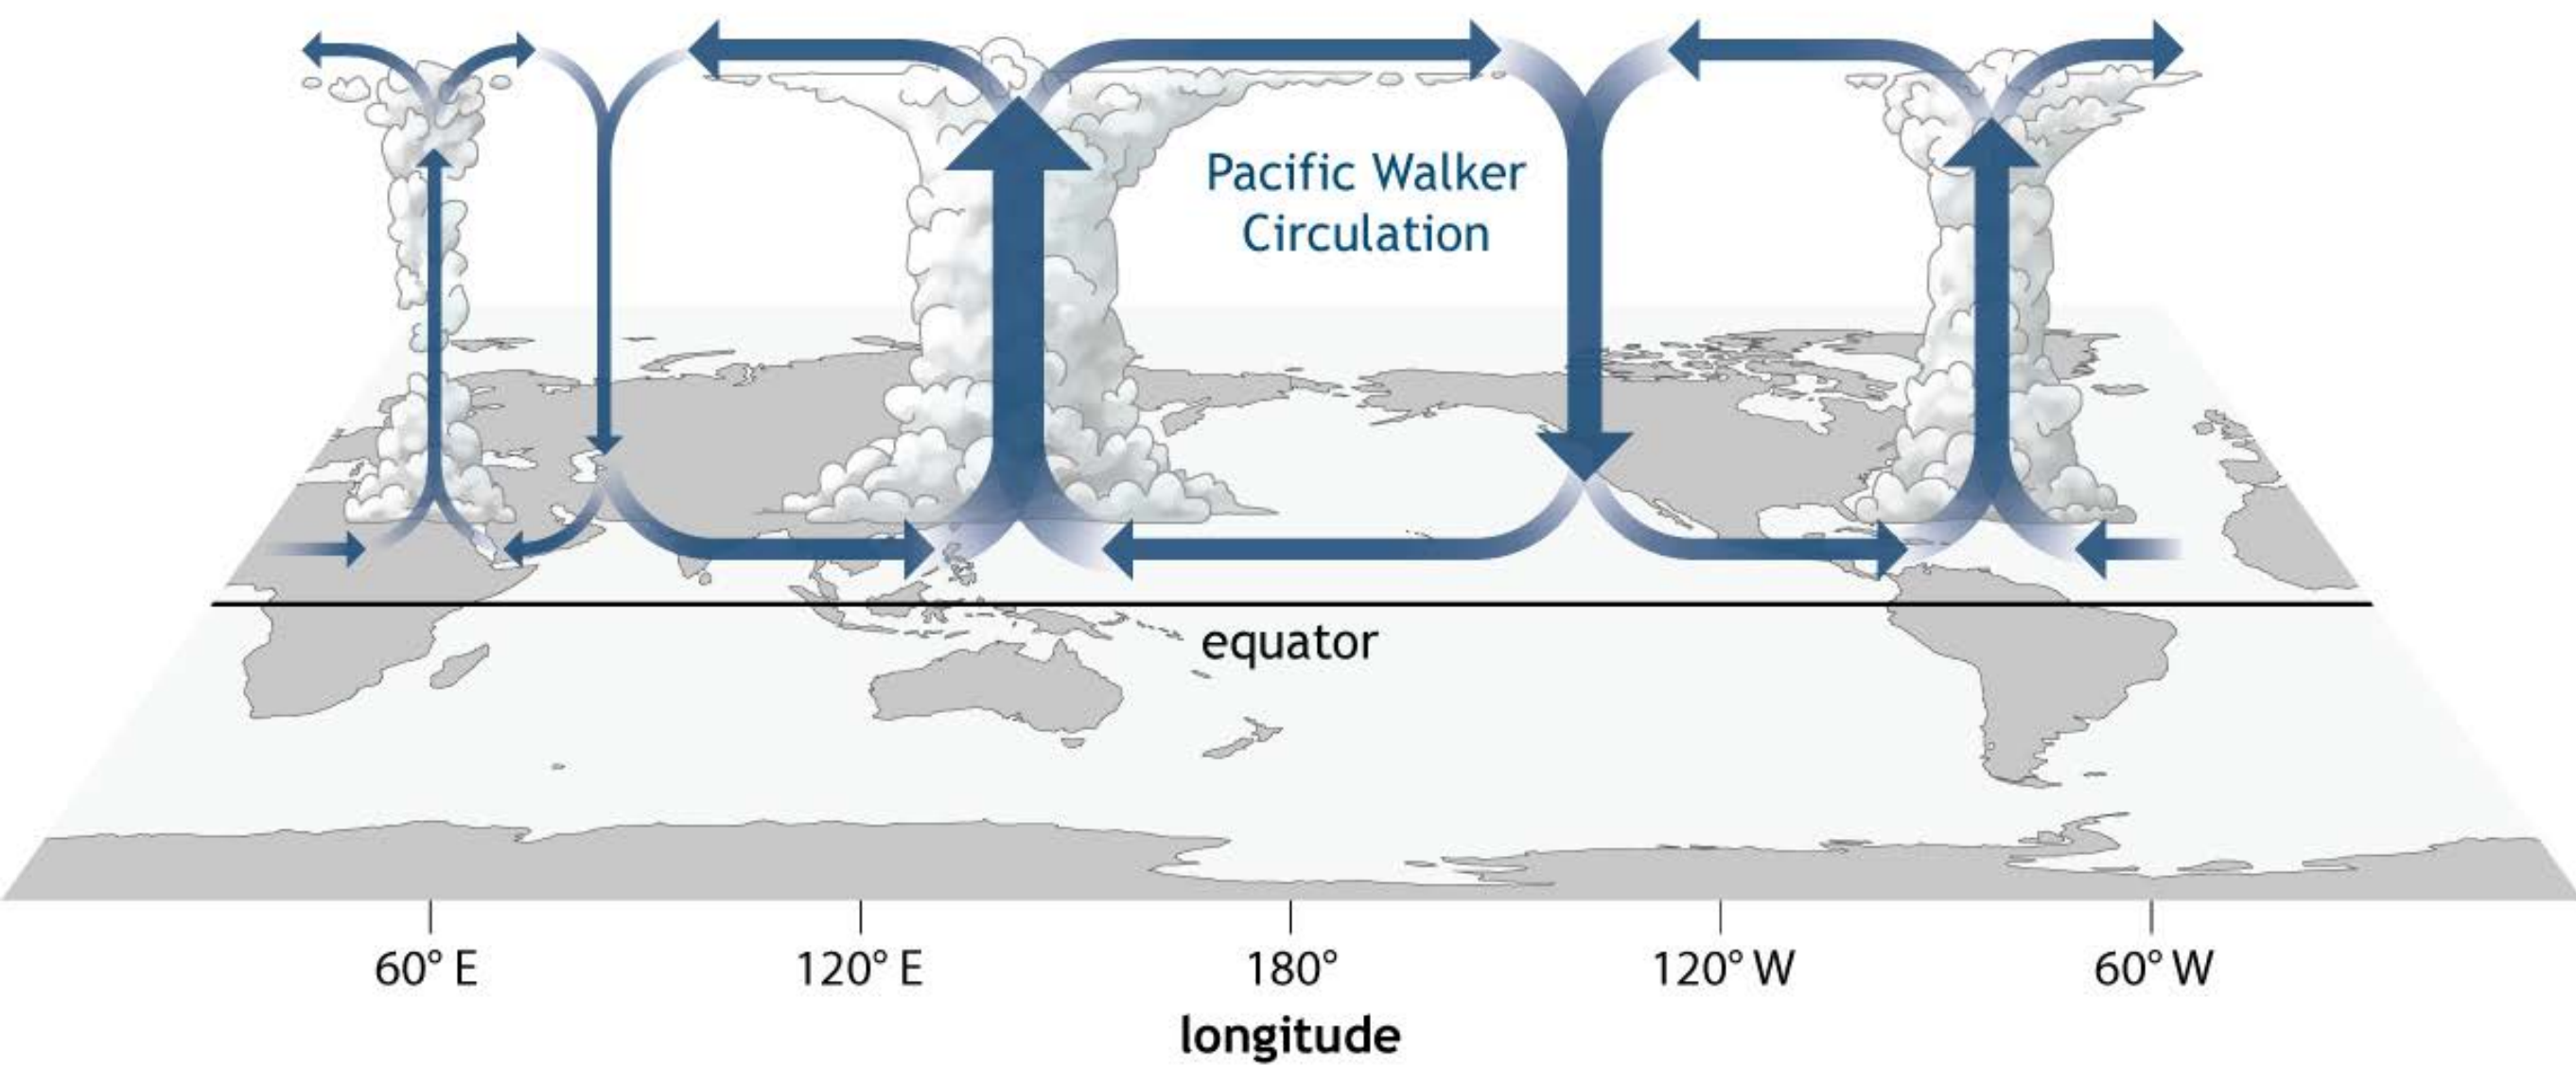 Pacific Walker
Circulation
equator
60° E
120° E
180°
120° W
60° W
longitude